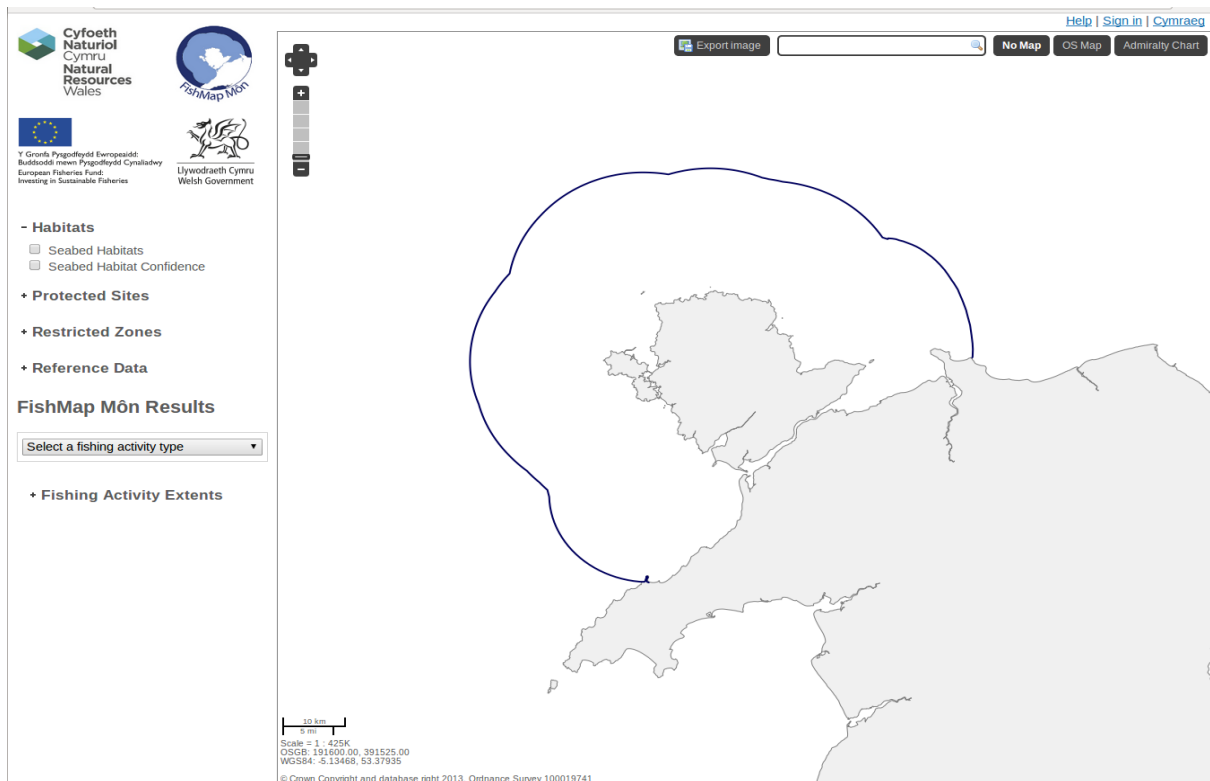 Help | Sign in | Cymraeg
Cyfoeth
Naturiol
Cymru
Natural
Resources
Wales
FishMap Môn
Y Gronfa Pysgodfeydd Ewropeaidd:
Buddsoddi mewn Pysgodfeydd Cynaliadwy
European Fisheries Fund:
Investing in Sustainable Fisheries
Llywodraeth Cymru
Welsh Government
Export image
No Map
OS Map
Admiralty Chart
- Habitats
Seabed Habitats
Seabed Habitat Confidence
+ Protected Sites
+ Restricted Zones
+ Reference Data
FishMap Môn Results
Select a fishing activity type
+ Fishing Activity Extents
10 km
5 mi
Scale = 1 : 425K
OSGB: 191600.00, 391525.00
WGS84: -5.13468, 53.37935
© Crown Copyright and database right 2013. Ordnance Survey 100019741